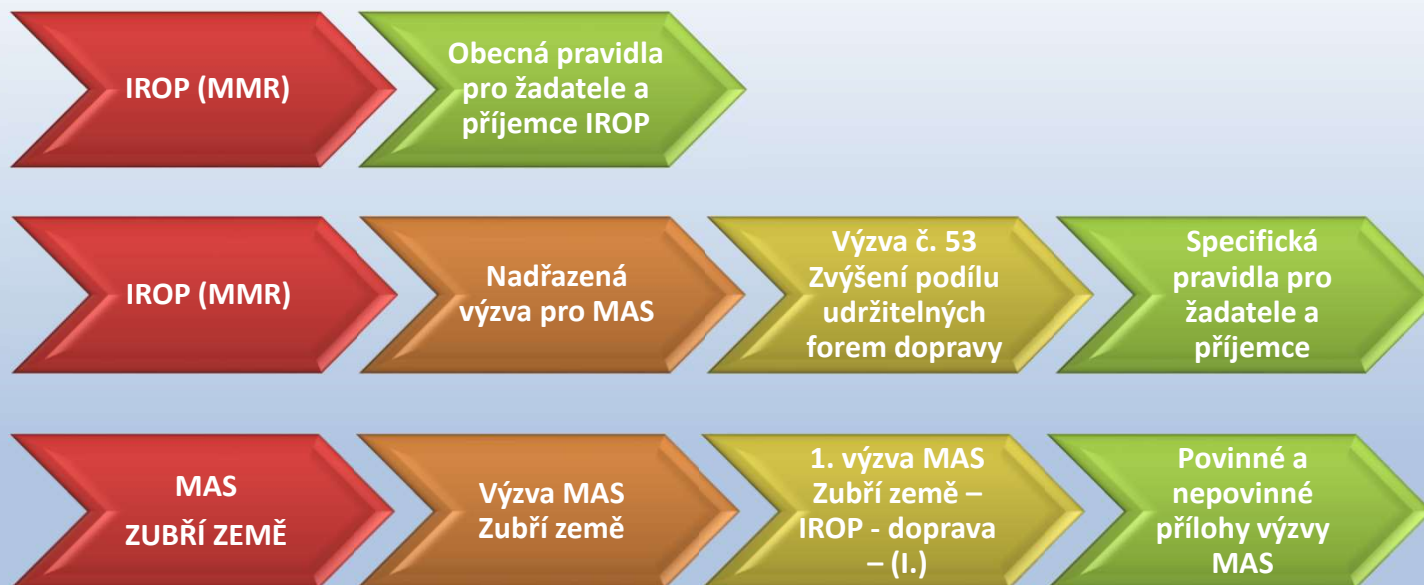 IROP (MMR)
Obecná pravidla
pro žadatele a
příjemce IROP
IROP (MMR)
Nadřazená
výzva pro MAS
Výzva č. 53
Zvýšení podílu
udržitelných
forem dopravy
Specifická
pravidla pro
žadatele a
příjemce
MAS
ZUBŘÍ ZEMĚ
Výzva MAS
Zubří země
1. výzva MAS
Zubří země –
IROP - doprava
– (I.)
Povinné a
nepovinné
přílohy výzvy
MAS